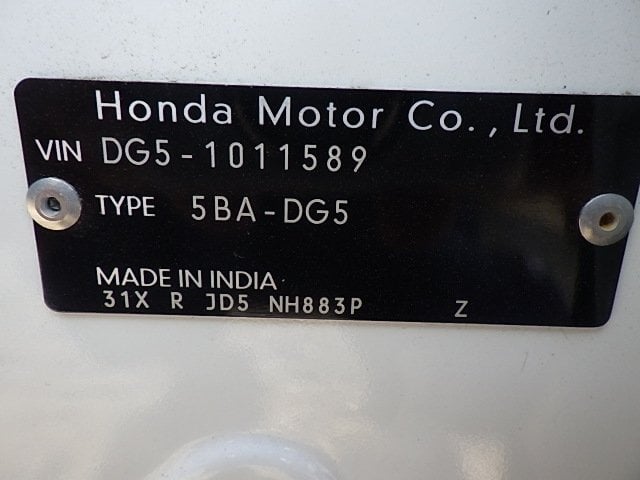 Honda Motor Co., Ltd.
VIN DG5-1011589
TYPE 5BA-DG5
MADE IN INDIA
31X R JD5 NH883P Z